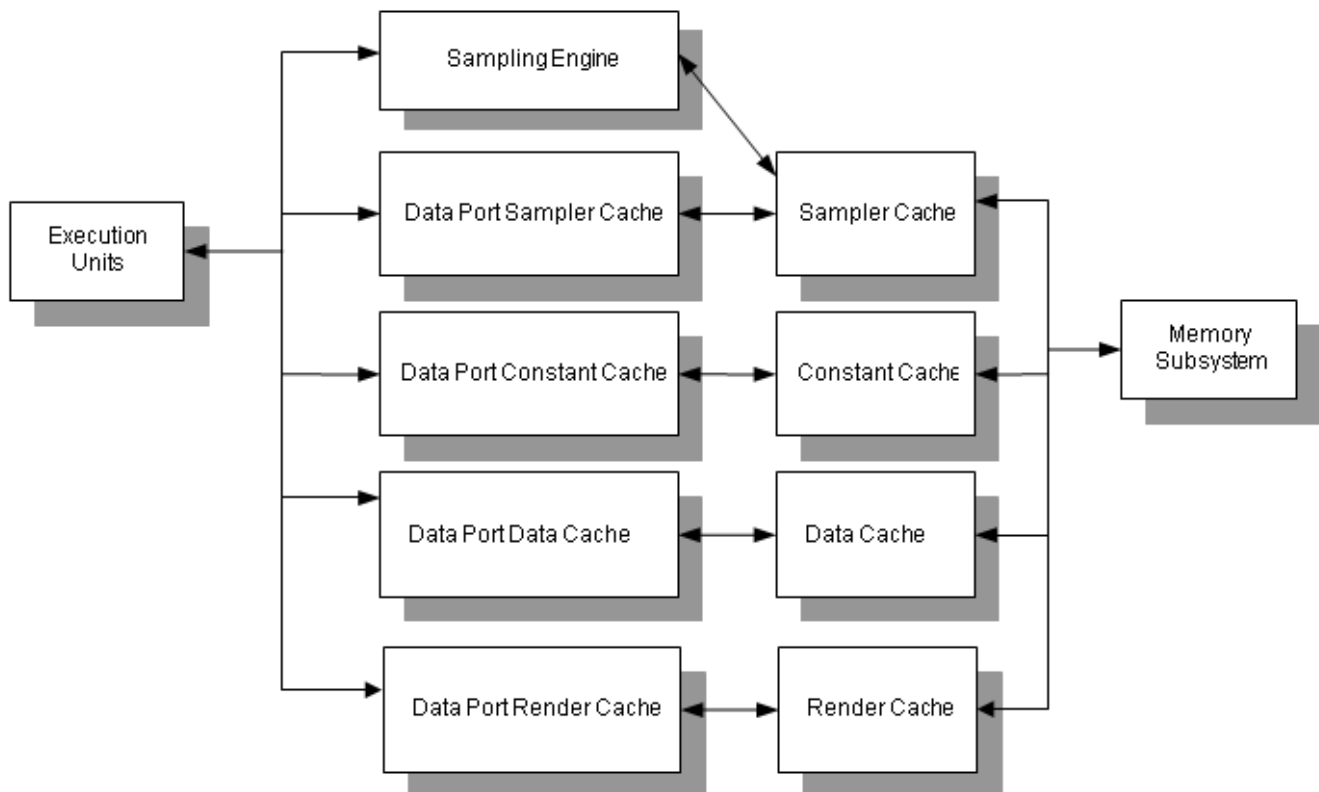 Sampling Engine
Data Port Sampler Cache
Sampler Cache
Execution
Units
Memory
Subsystem
Data Port Constant Cache
Constant Cache
Data Port Data Cache
Data Cache
Data Port Render Cache
Render Cache